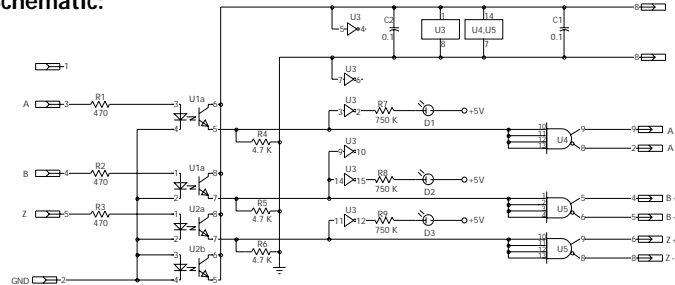 Schematic:
8
U3
5 4
C2
0.1
1
U3
8
14
U4,U5
7
C1
0.1
8
U3
7 6
1
A 3
R1
470
U1a
3 6
4 5
U3
3 2
R7
750 K
D1
+5V
R4
4.7 K
10
11
12
13
U4
9
8
9 A
2 A
U3
9 10
B 4
R2
470
U1a
1 8
2 7
14 15
R8
750 K
D2
+5V
R5
4.7 K
1
2
U5
5
6
4 B+
5 B-
Z 5
R3
470
U2a
1 8
2 7
U3
11 12
R9
750 K
D3
+5V
R6
4.7 K
10
11
12
13
U5
9
8
6 Z+
8 Z-
U2b
3 6
4 5
GND 2